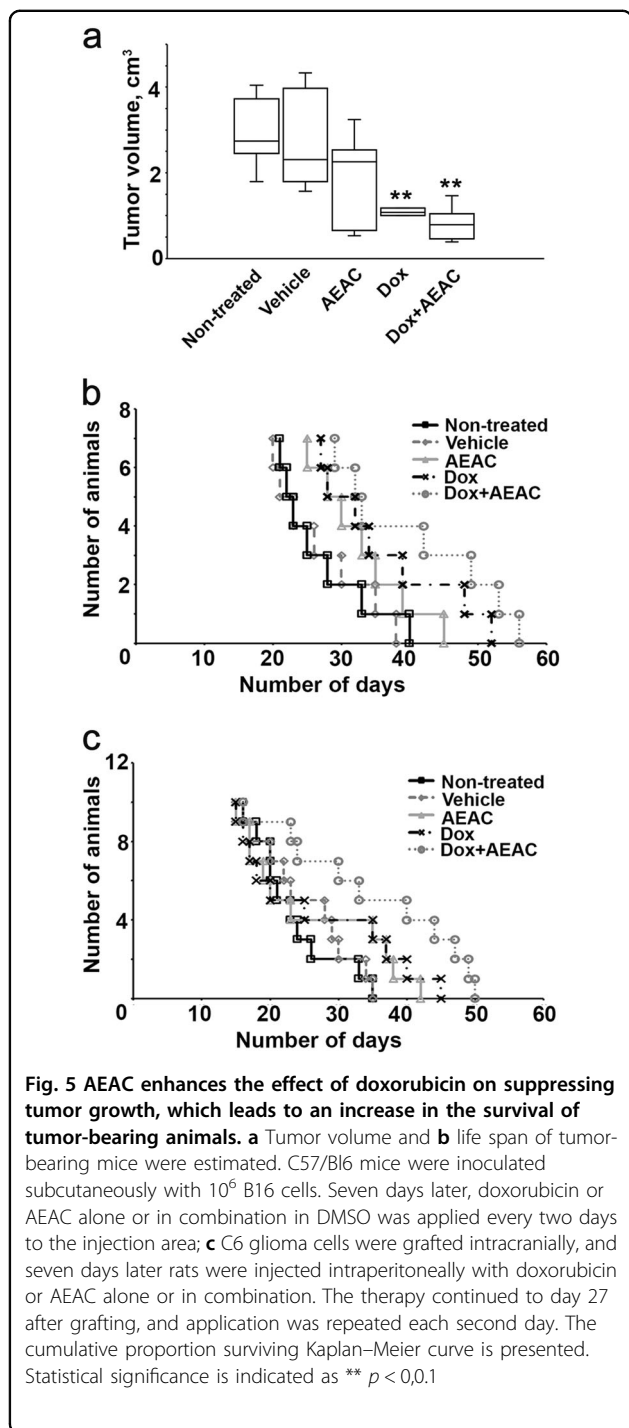 a
Tumor volume, cm³
4
2
0
** **
Non-treated
Vehicle
AEAC
Dox
Dox+AEAC
b
Number of animals
8
6
4
2
0
Non-treated
Vehicle
AEAC
Dox
Dox+AEAC
10 20 30 40 50 60
Number of days
c
Number of animals
12
8
4
0
Non-treated
Vehicle
AEAC
Dox
Dox+AEAC
10 20 30 40 50 60
Number of days
Fig. 5 AEAC enhances the effect of doxorubicin on suppressing
tumor growth, which leads to an increase in the survival of
tumor-bearing animals. a Tumor volume and b life span of tumor-
bearing mice were estimated. C57/Bl6 mice were inoculated
subcutaneously with 10⁶ B16 cells. Seven days later, doxorubicin or
AEAC alone or in combination in DMSO was applied every two days
to the injection area; c C6 glioma cells were grafted intracranially, and
seven days later rats were injected intraperitoneally with doxorubicin
or AEAC alone or in combination. The therapy continued to day 27
after grafting, and application was repeated each second day. The
cumulative proportion surviving Kaplan–Meier curve is presented.
Statistical significance is indicated as ** p < 0,0.1